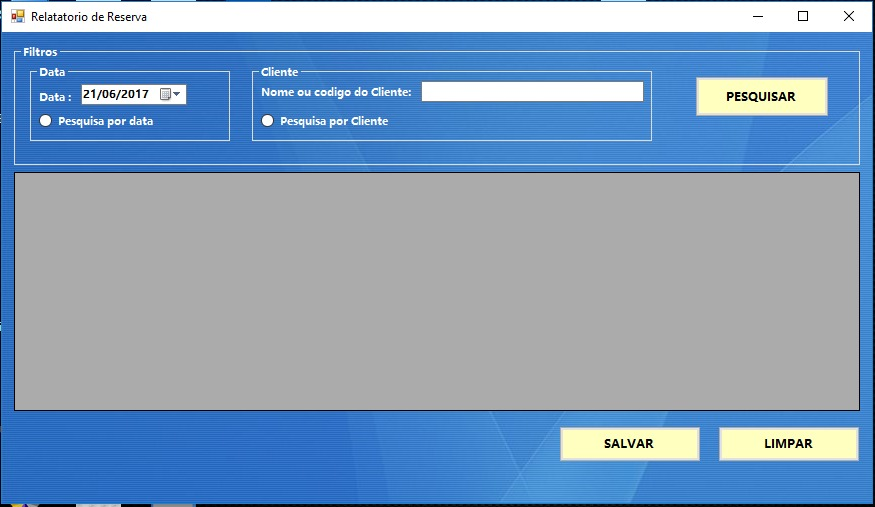 Relatatorio de Reserva
Filtros
Data
Data :
21/06/2017
Pesquisa por data
Cliente
Nome ou codigo do Cliente:
Pesquisa por Cliente
PESQUISAR
SALVAR
LIMPAR